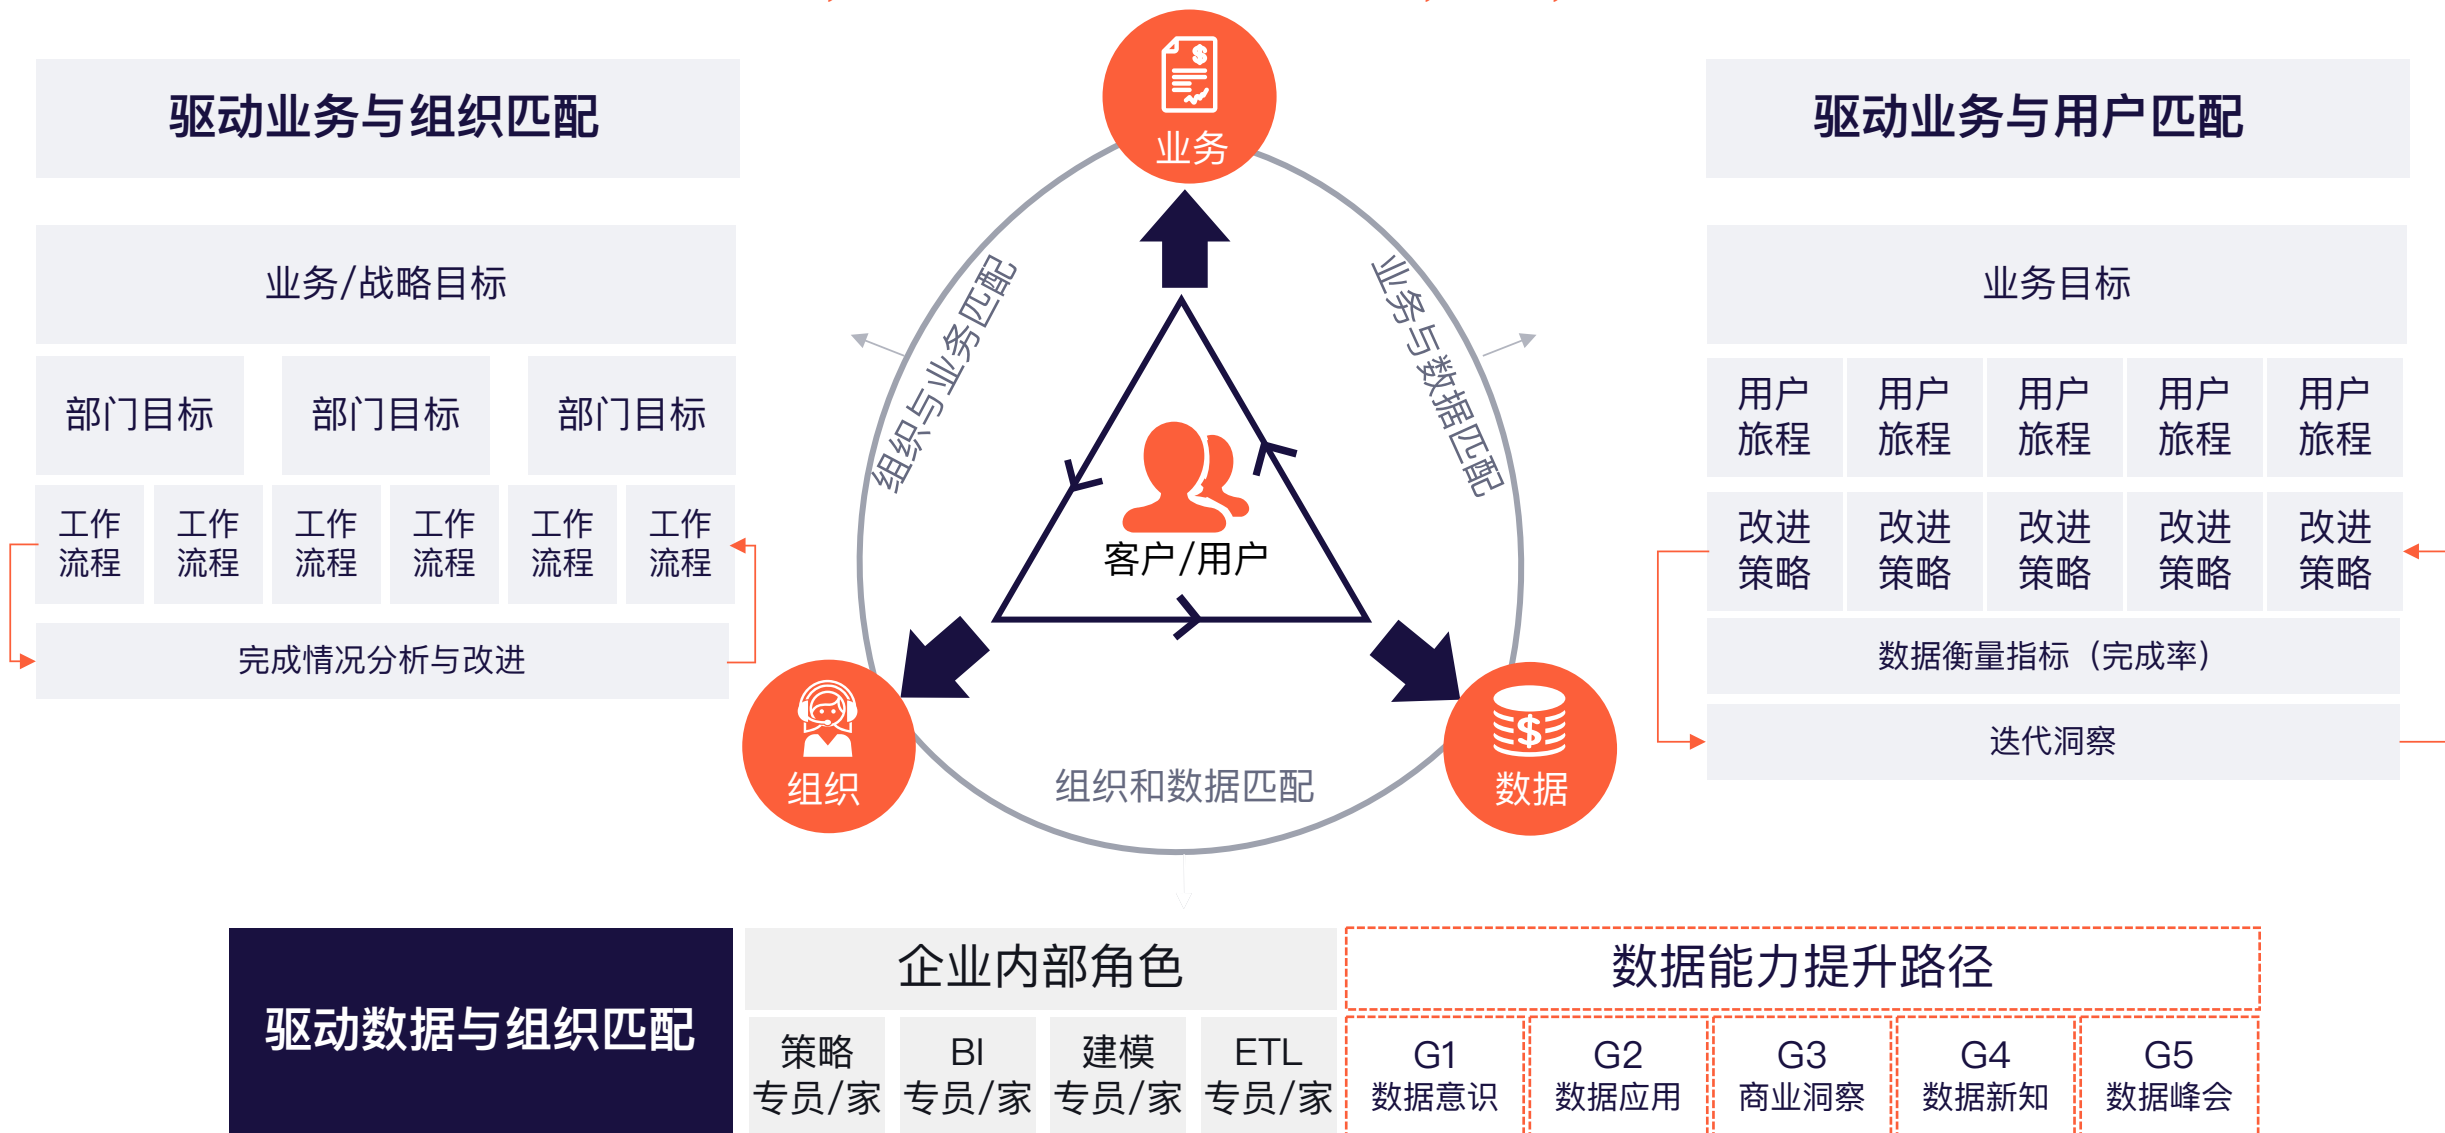 驱动业务与组织匹配
业务/战略目标
部门目标
部门目标
部门目标
工作
流程
工作
流程
工作
流程
工作
流程
工作
流程
工作
流程
完成情况分析与改进
业务
组织与业务匹配
业务与数据匹配
客户/用户
组织
组织和数据匹配
数据
驱动业务与用户匹配
业务目标
用户
旅程
用户
旅程
用户
旅程
用户
旅程
用户
旅程
改进
策略
改进
策略
改进
策略
改进
策略
改进
策略
数据衡量指标（完成率）
迭代洞察
驱动数据与组织匹配
企业内部角色
策略
专员/家
BI
专员/家
建模
专员/家
ETL
专员/家
数据能力提升路径
G1
数据意识
G2
数据应用
G3
商业洞察
G4
数据新知
G5
数据峰会